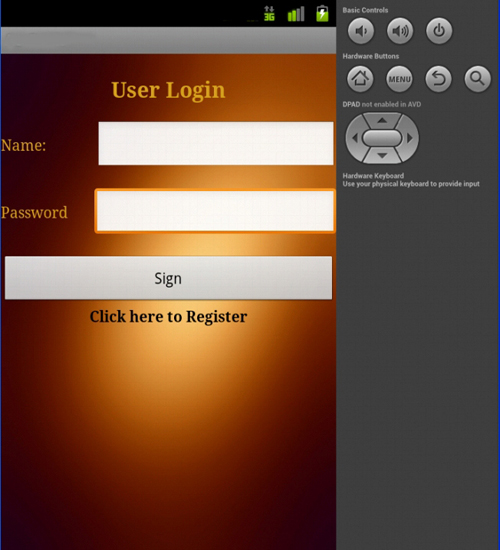 3G
User Login
Name:
Password
Sign
Click here to Register
Basic Controls
Hardware Buttons
MENU
DPAD not enabled in AVD
Hardware Keyboard
Use your physical keyboard to provide input